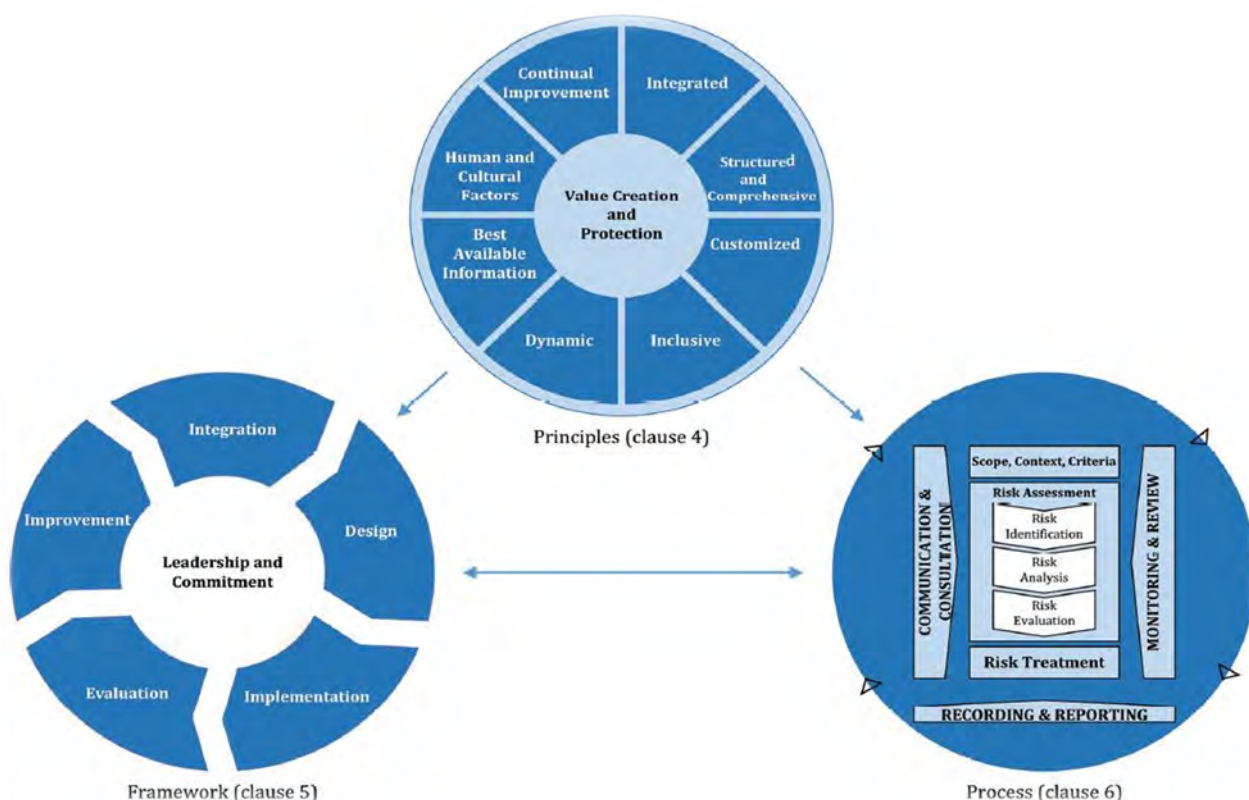 Continual
Improvement
Integrated
Structured
and
Comprehensive
Customized
Inclusive
Dynamic
Best
Available
Information
Human and
Cultural
Factors
Value Creation
and
Protection
Principles (clause 4)
Integration
Design
Implementation
Evaluation
Improvement
Leadership and
Commitment
Framework (clause 5)
Scope, Context, Criteria
Risk Assessment
Risk
Identification
Risk
Analysis
Risk
Evaluation
Risk Treatment
COMMUNICATION &
CONSULTATION
MONITORING & REVIEW
RECORDING & REPORTING
Process (clause 6)